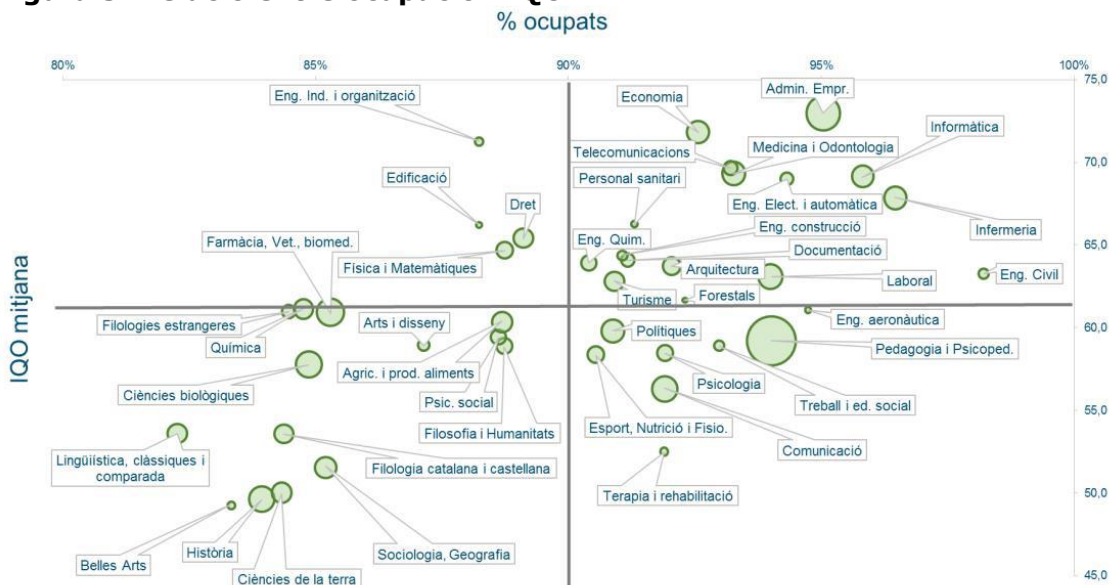 % ocupats
80%
85%
90%
95%
100%
75,0
Eng. Ind. i organització
Economia
Admin. Empr.
Informàtica
Telecomunicacions
Medicina i Odontologia
70,0
Edificació
Personal sanitari
Dret
Eng. Elect. i automàtica
Farmàcia, Vet., biomed.
Eng. Quim.
Eng. construcció
Infermeria
Física i Matemàtiques
Documentació
65,0
Arquitectura
Laboral
Eng. Civil
Turisme
Forestals
IQO mitjana
Filologies estrangeres
Arts i disseny
Polítiques
Eng. aeronàutica
60,0
Química
Agric. i prod. aliments
Pedagogia i Psicoped.
Ciències biològiques
Psic. social
Psicologia
Treball i ed. social
55,0
Filosofia i Humanitats
Esport, Nutrició i Fisio.
Comunicació
Lingüiística, clàssiques i
comparada
Filologia catalana i castellana
Terapia i rehabilitació
50,0
Història
Sociologia, Geografia
Belles Arts
Ciències de la terra
45,0